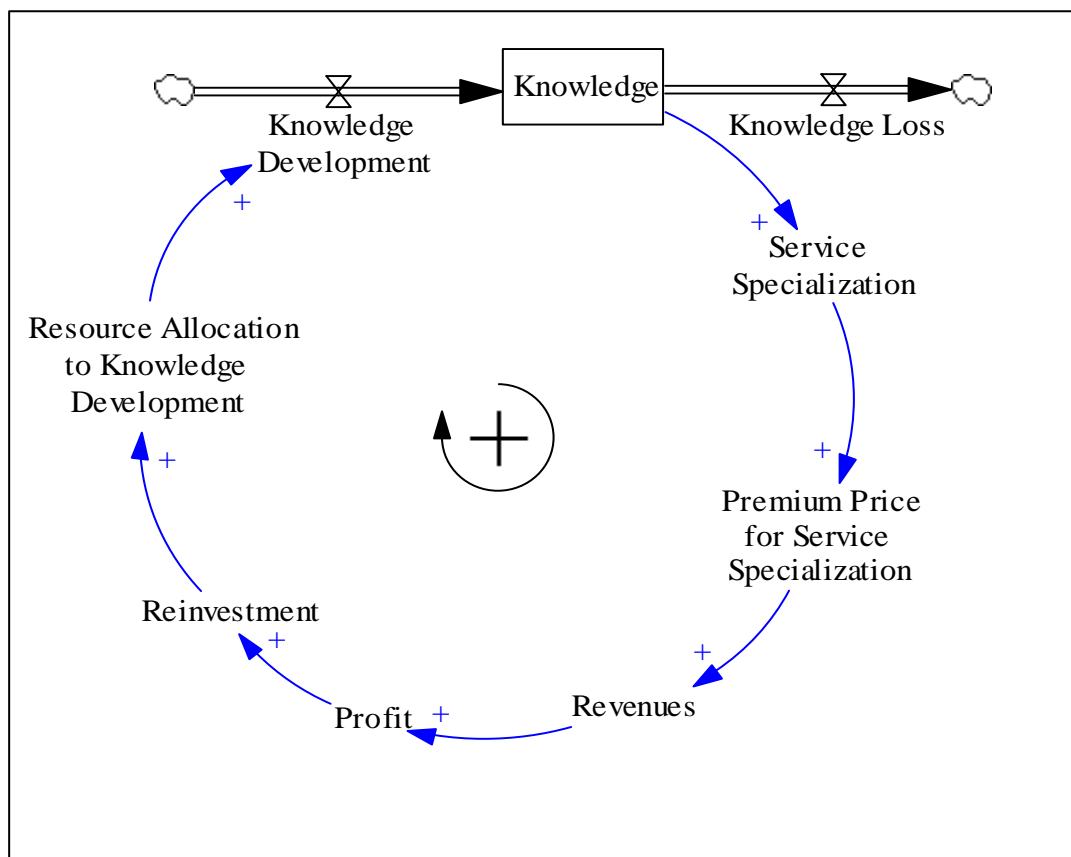 Knowledge
Knowledge
Development
Knowledge Loss
+
+
Service
Specialization
Resource Allocation
to Knowledge
Development
+
+
+
Premium Price
for Service
Specialization
Reinvestment
+
+
Revenues
Profit
+